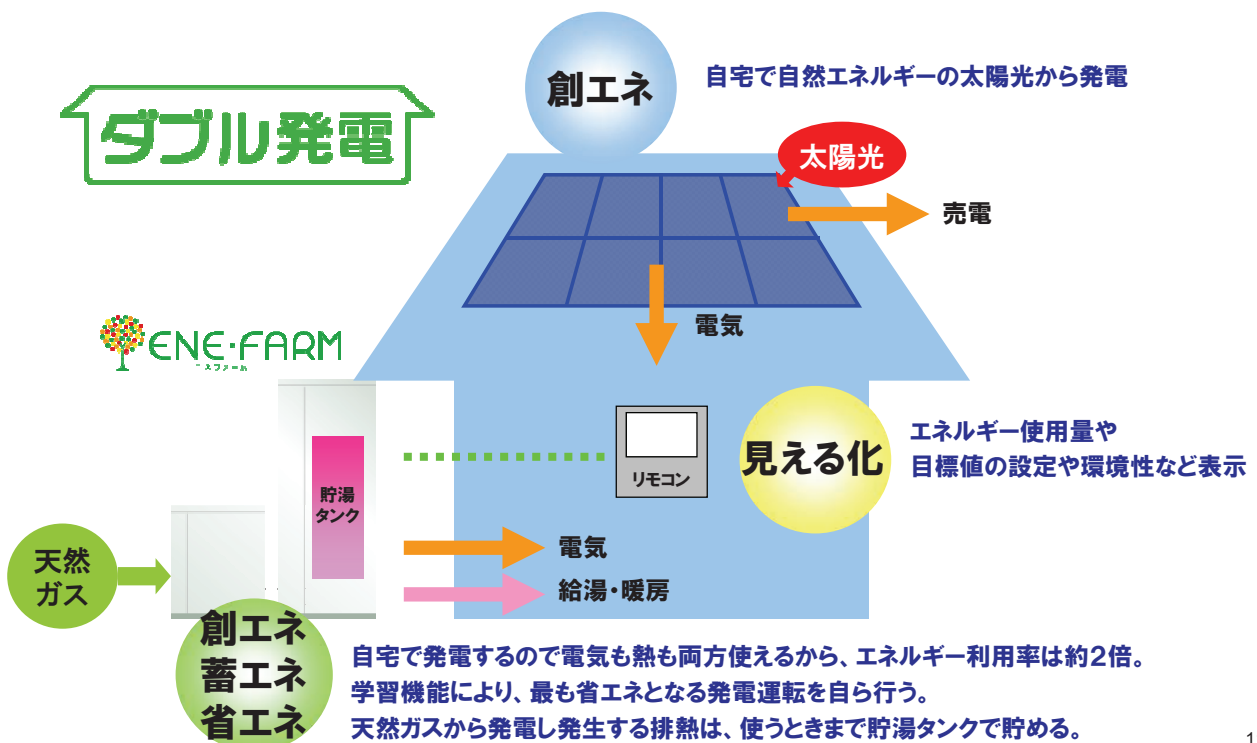 ダブル発電
創エネ
自宅で自然エネルギーの太陽光から発電
太陽光
売電
電気
ENE・FARM
エネファーム
リモコン
見える化
エネルギー使用量や
目標値の設定や環境性など表示
貯湯
タンク
天然
ガス
電気
給湯・暖房
創エネ
蓄エネ
省エネ
自宅で発電するので電気も熱も両方使えるから、エネルギー利用率は約2倍。
学習機能により、最も省エネとなる発電運転を自ら行う。
天然ガスから発電し発生する排熱は、使うときまで貯湯タンクで貯める。
1